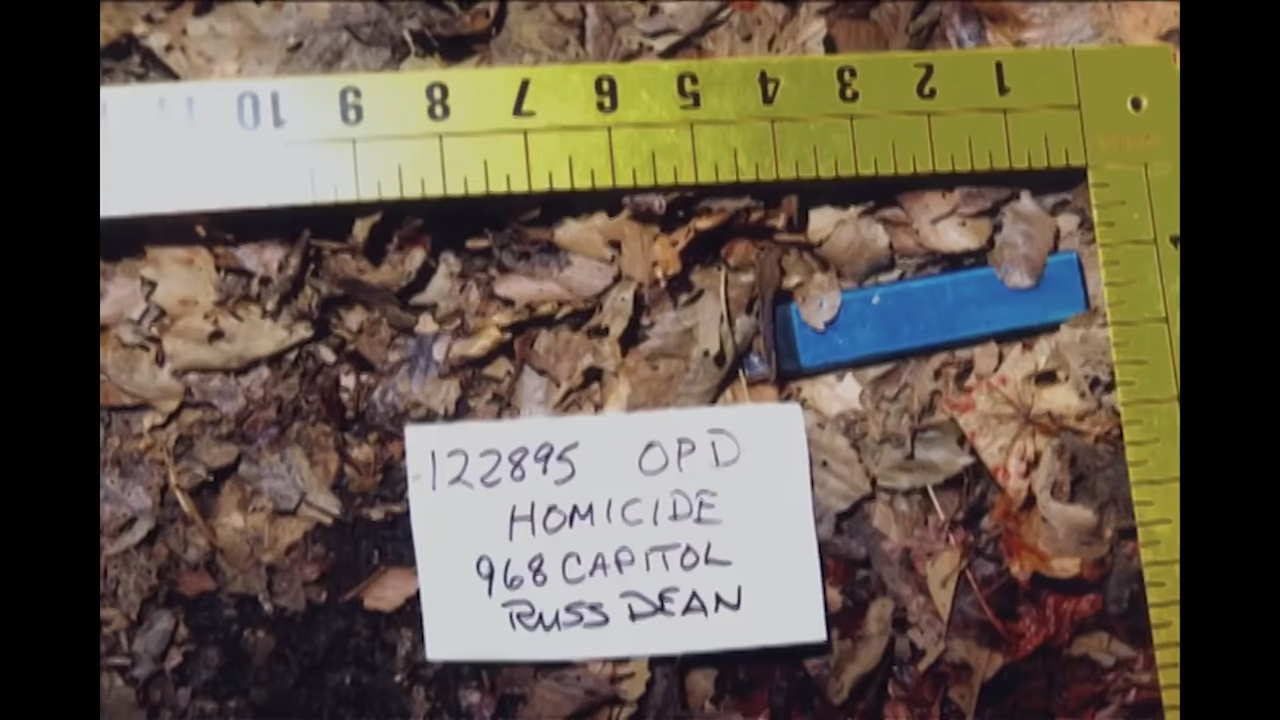 10 9 8 7 6 5 4 3 2 1
122895 OPD
HOMICIDE
968 CAPITOL
RUSS DEAN